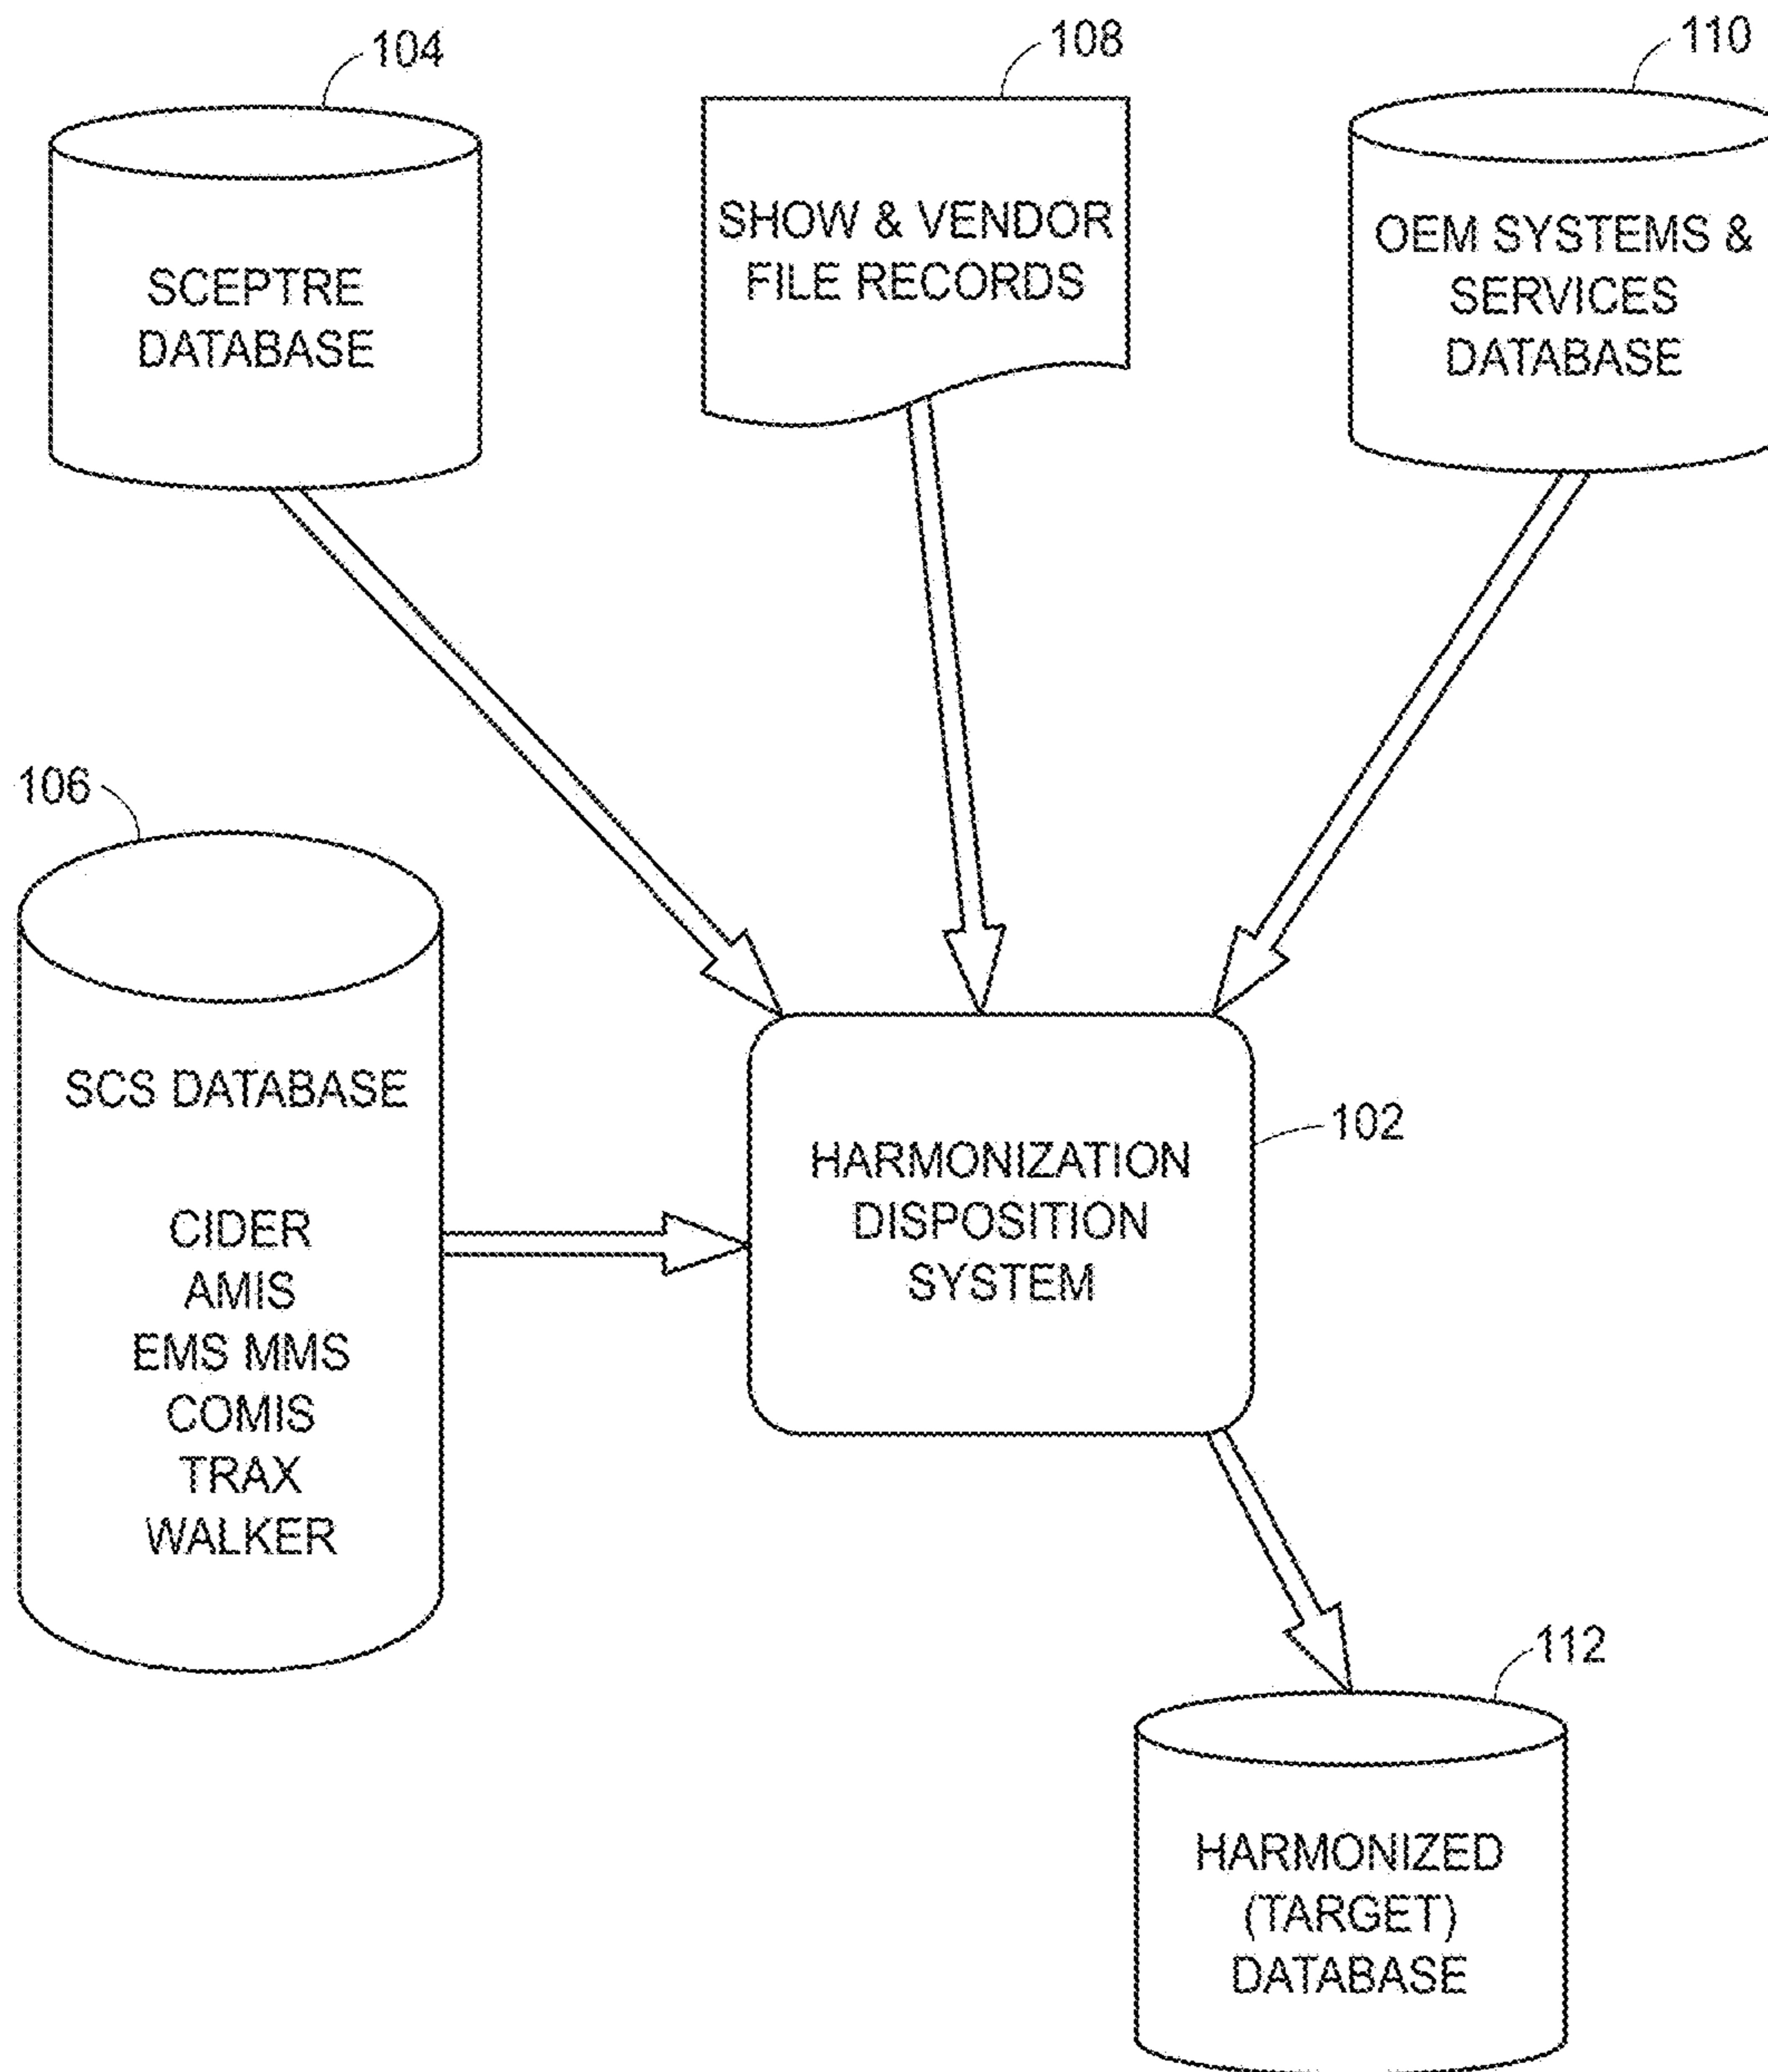 104
108
110
SCEPTRE
DATABASE
SHOW & VENDOR
FILE RECORDS
OEM SYSTEMS &
SERVICES
DATABASE
106
SCS DATABASE
CIDER
AMIS
EMS MMS
COMIS
TRAX
WALKER
HARMONIZATION
DISPOSITION
SYSTEM
102
112
HARMONIZED
(TARGET)
DATABASE